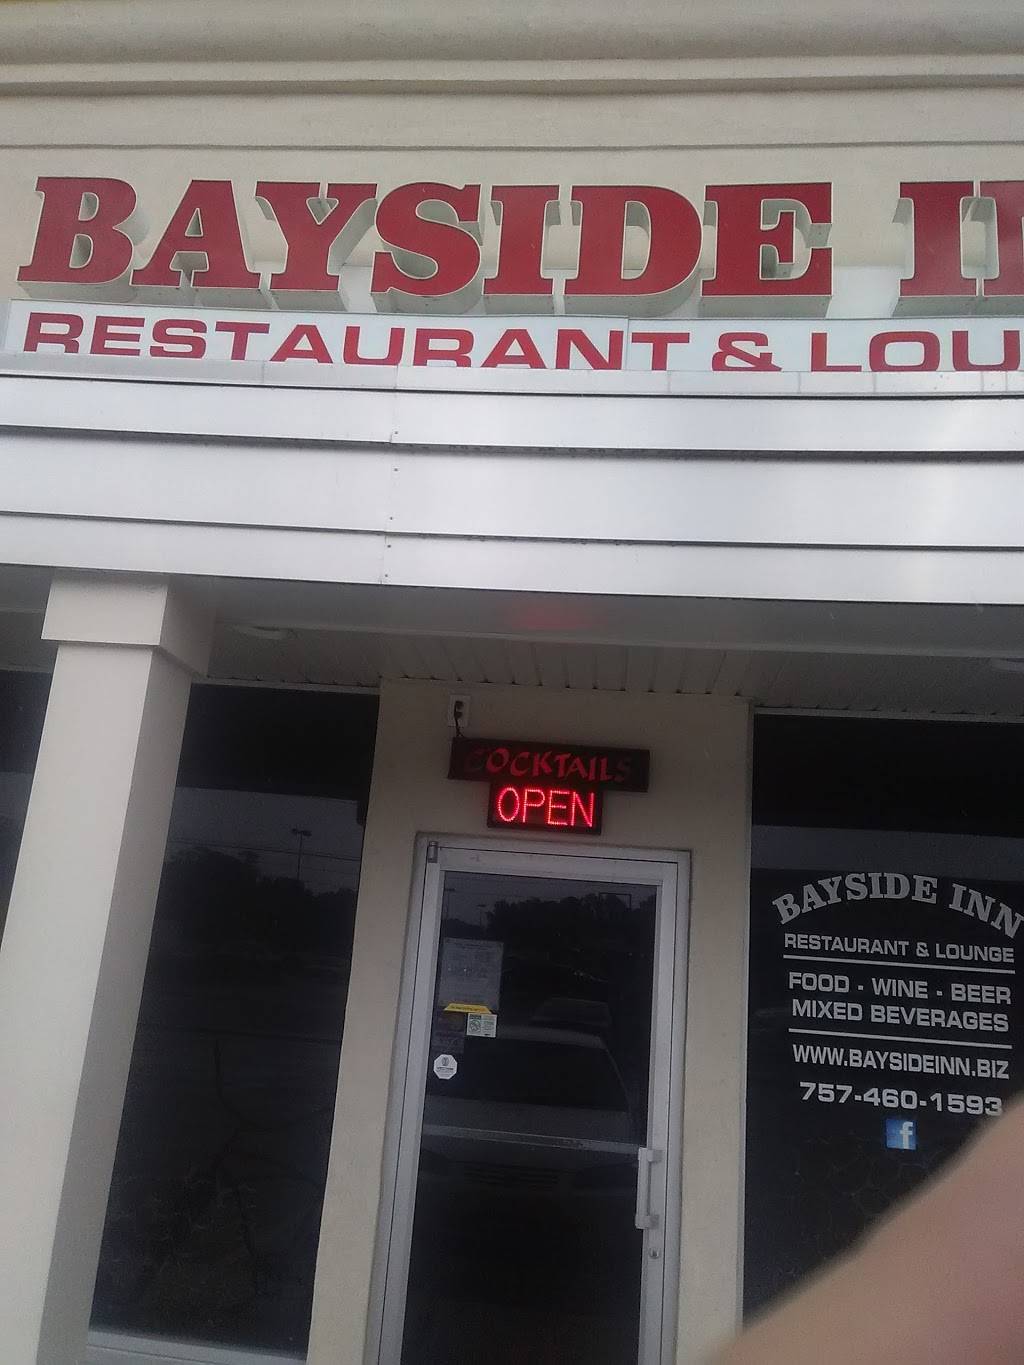 BAYSIDE I
RESTAURANT & LOU
COCKTAILS
OPEN
BAYSIDE INN
RESTAURANT & LOUNGE
FOOD - WINE - BEER
MIXED BEVERAGES
WWW.BAYSIDEINN.BIZ
757-460-1593
f